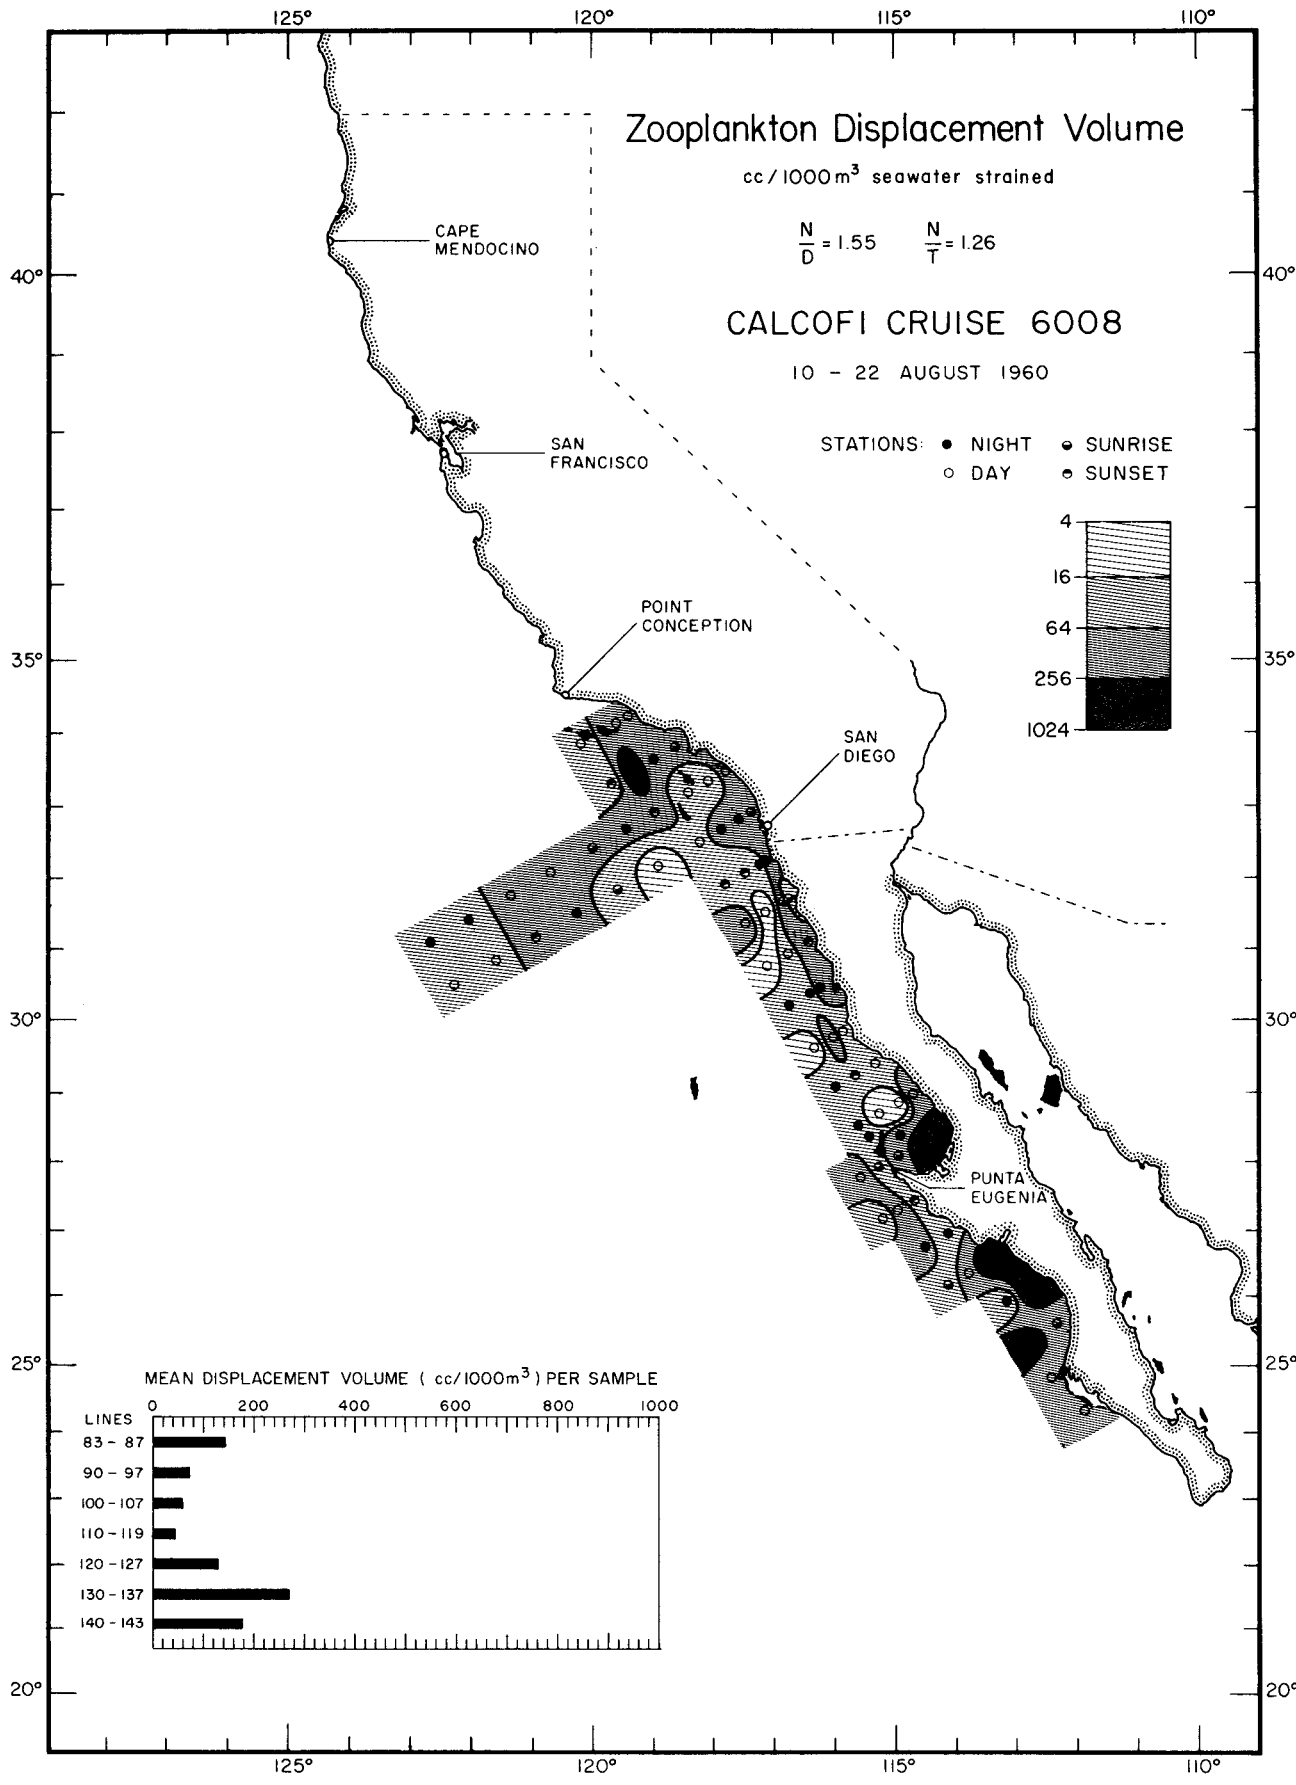 125° 120° 115° 110°
Zooplankton Displacement Volume
cc/1000m³ seawater strained
N/D = 1.55 N/T = 1.26
CALCOFI CRUISE 6008
10 - 22 AUGUST 1960
STATIONS: NIGHT SUNRISE
DAY SUNSET
4
16
64
256
1024
CAPE
MENDOCINO
40° 40°
SAN
FRANCISCO
POINT
CONCEPTION
35° 35°
SAN
DIEGO
30° 30°
PUNTA
EUGENIA
25° 25°
MEAN DISPLACEMENT VOLUME (cc/1000m³) PER SAMPLE
0 200 400 600 800 1000
LINES
83 - 87
90 - 97
100 - 107
110 - 119
120 - 127
130 - 137
140 - 143
20° 20°
125° 120° 115° 110°